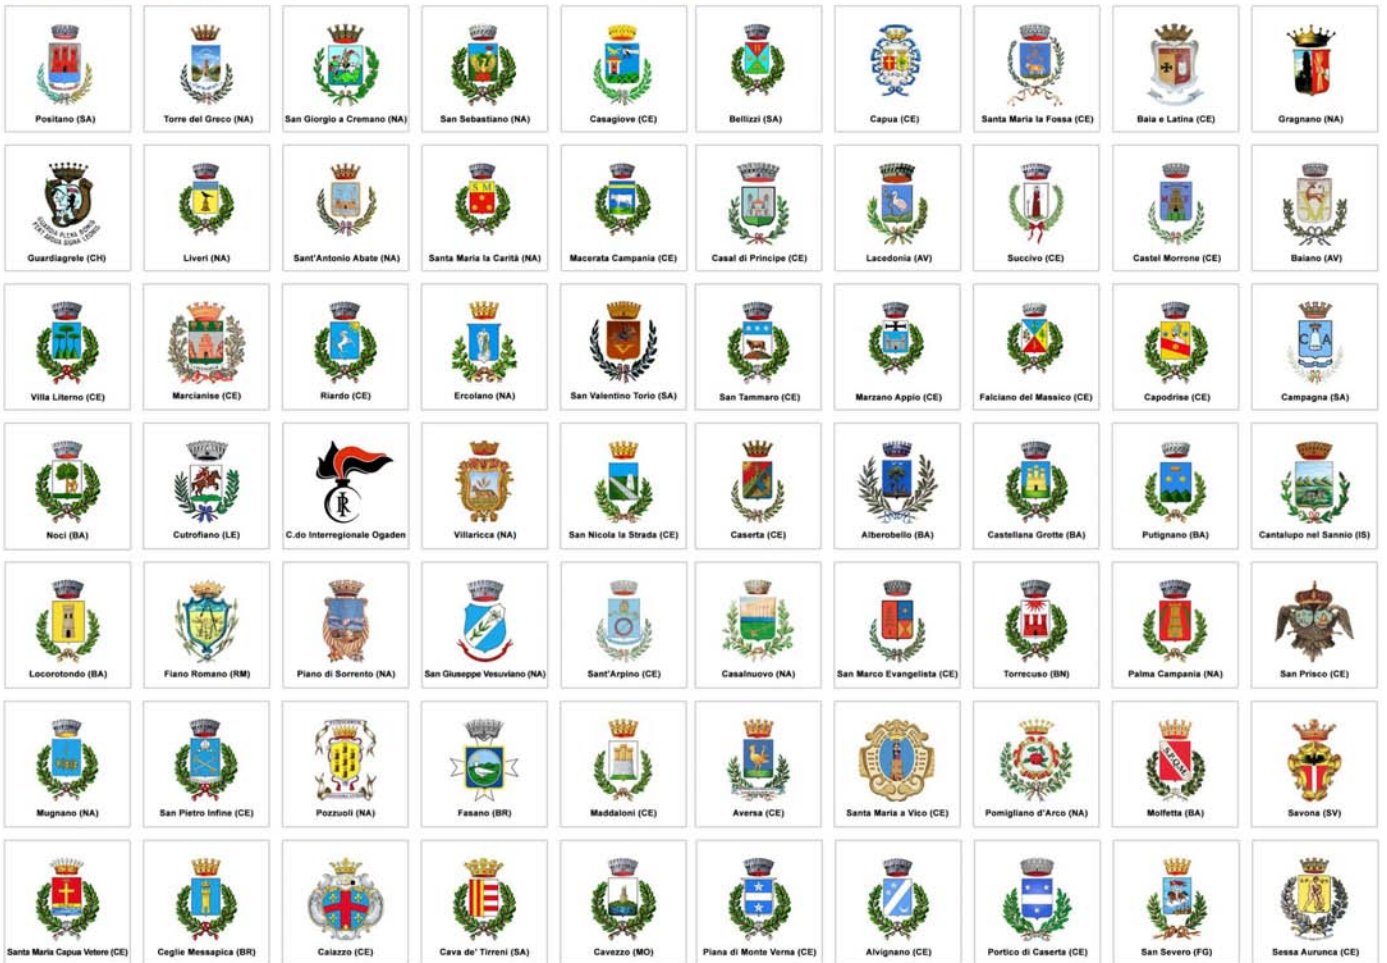 Positano (SA)
Torre del Greco (NA)
San Giorgio a Cremano (NA)
San Sebastiano (NA)
Casagiove (CE)
Bellizzi (SA)
Capua (CE)
Santa Maria la Fossa (CE)
Baia e Latina (CE)
Gragnano (NA)
GUARDIA PLENA BONIS
FERT ARDUA SIGNA LEONIS
S M
Guardiagrele (CH)
Liveri (NA)
Sant'Antonio Abate (NA)
Santa Maria la Carità (NA)
Macerata Campania (CE)
Casal di Principe (CE)
Lacedonia (AV)
Succivo (CE)
Castel Morrone (CE)
Baiano (AV)
C A
Villa Literno (CE)
Marcianise (CE)
Riardo (CE)
Ercolano (NA)
San Valentino Torio (SA)
San Tammaro (CE)
Marzano Appio (CE)
Falciano del Massico (CE)
Capodrise (CE)
Campagna (SA)
Noci (BA)
Cutrofiano (LE)
C.do Interregionale Ogaden
Villaricca (NA)
San Nicola la Strada (CE)
Caserta (CE)
Alberobello (BA)
Castellana Grotte (BA)
Putignano (BA)
Cantalupo nel Sannio (IS)
Locorotondo (BA)
Fiano Romano (RM)
Piano di Sorrento (NA)
San Giuseppe Vesuviano (NA)
Sant'Arpino (CE)
Casalnuovo (NA)
San Marco Evangelista (CE)
Torrecuso (BN)
Palma Campania (NA)
San Prisco (CE)
S.P.Q.M.
Mugnano (NA)
San Pietro Infine (CE)
Pozzuoli (NA)
Fasano (BR)
Maddaloni (CE)
Aversa (CE)
Santa Maria a Vico (CE)
Pomigliano d'Arco (NA)
Molfetta (BA)
Savona (SV)
Santa Maria Capua Vetere (CE)
Ceglie Messapica (BR)
Caiazzo (CE)
Cava de' Tirreni (SA)
Cavezzo (MO)
Piana di Monte Verna (CE)
Alvignano (CE)
Portico di Caserta (CE)
San Severo (FG)
Sessa Aurunca (CE)